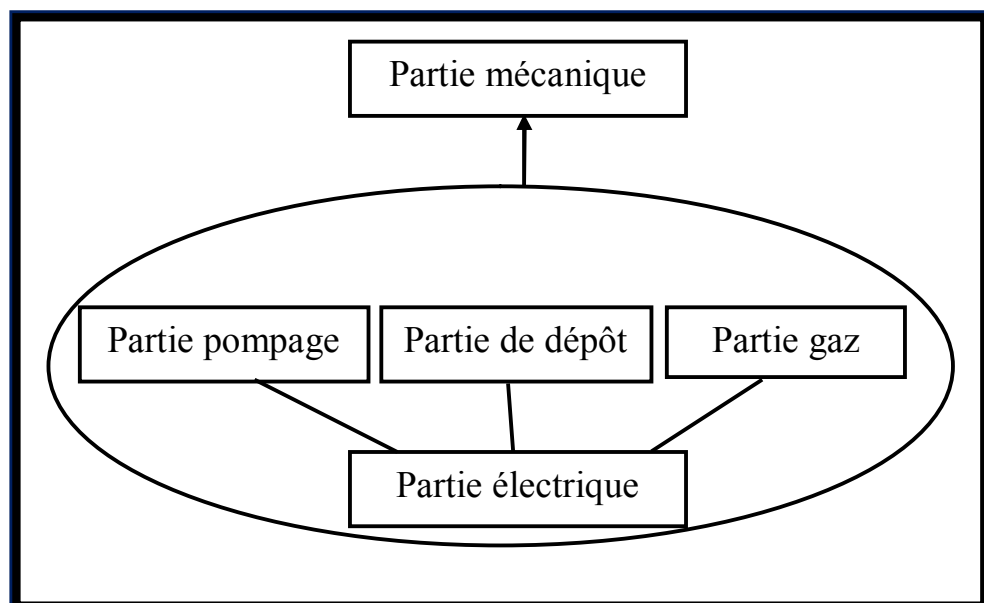 Partie mécanique
Partie pompage
Partie de dépôt
Partie gaz
Partie électrique